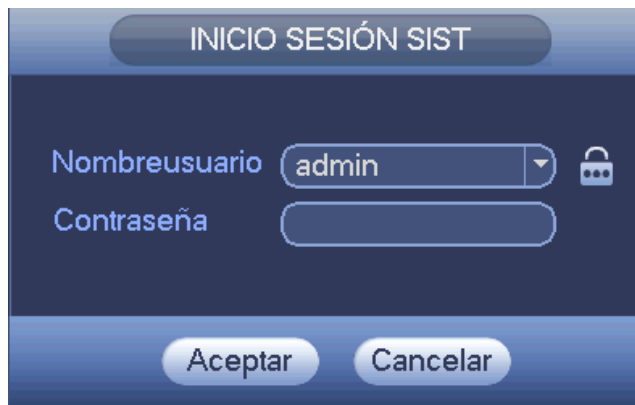 INICIO SESIÓN SIST
Nombreusuario admin
Contraseña
Aceptar Cancelar